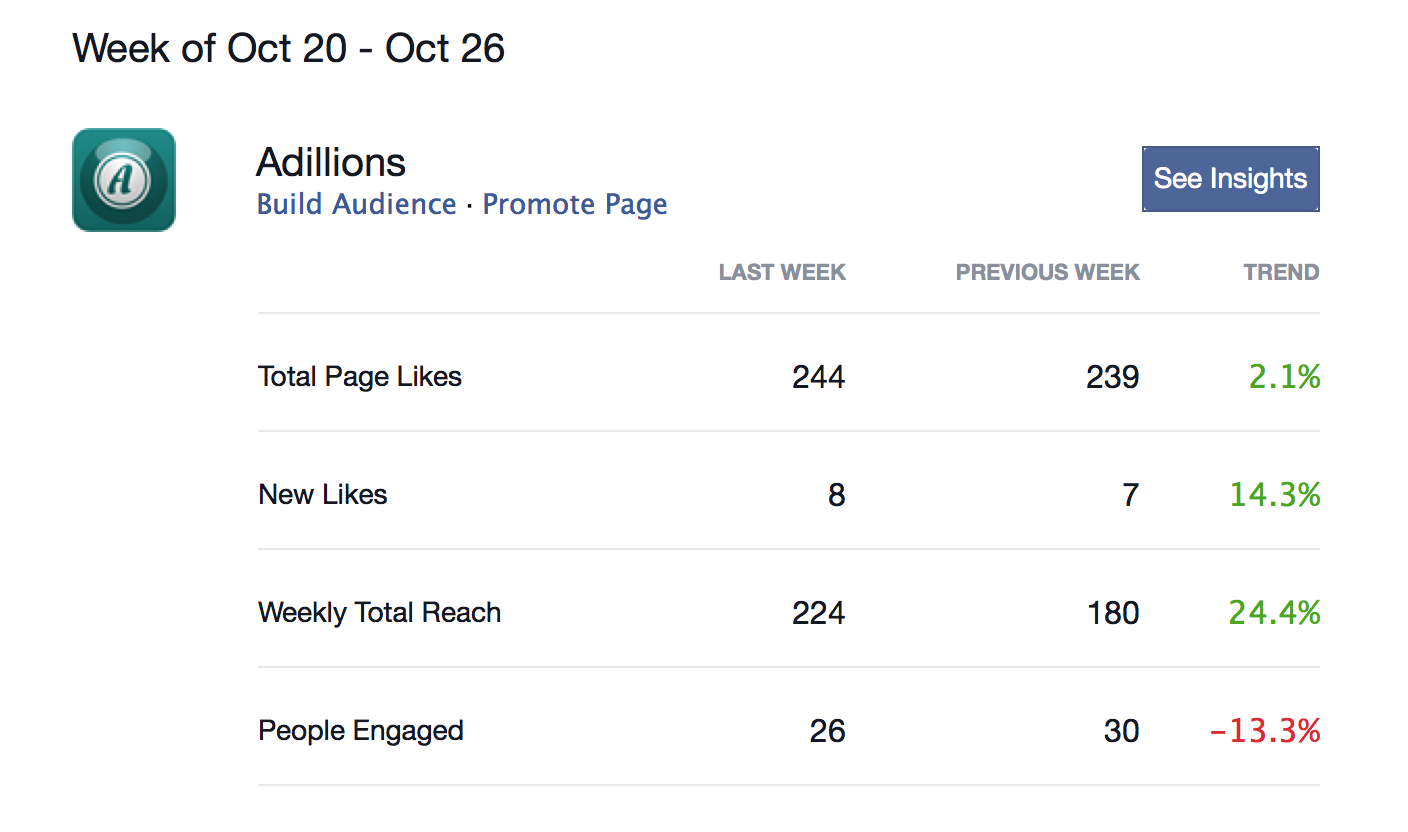 Week of Oct 20 - Oct 26
A
Adillions
Build Audience · Promote Page
See Insights
LAST WEEK PREVIOUS WEEK TREND
Total Page Likes 244 239 2.1%
New Likes 8 7 14.3%
Weekly Total Reach 224 180 24.4%
People Engaged 26 30 -13.3%